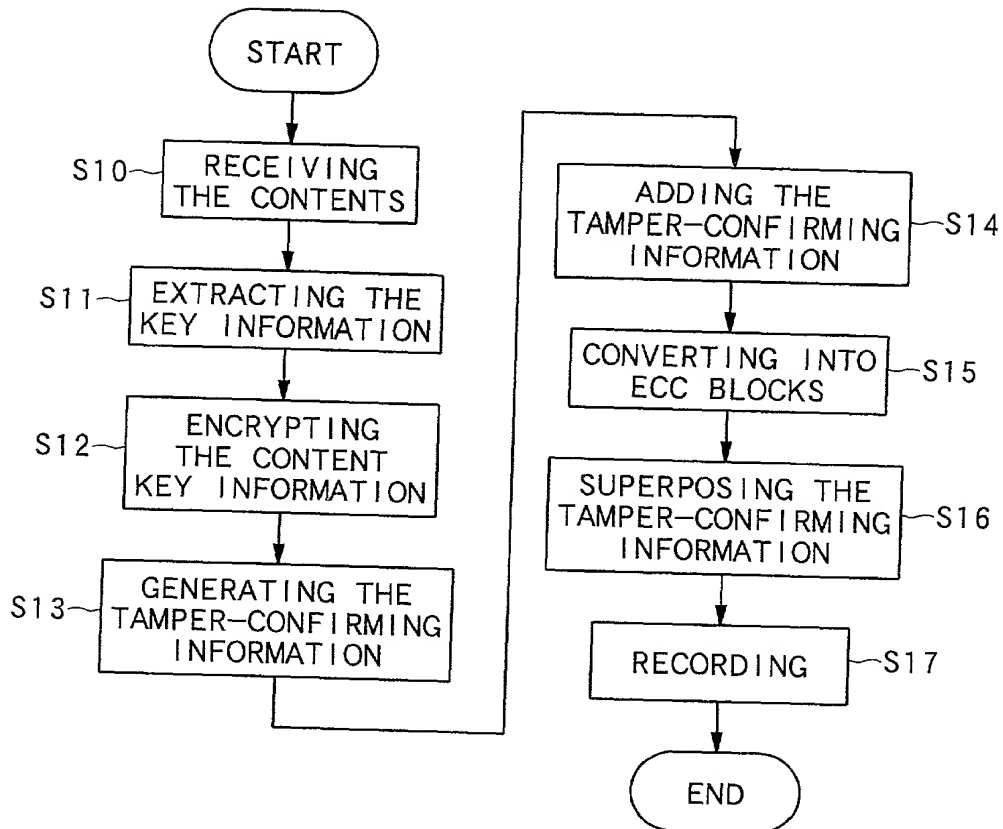 START
S10
RECEIVING
THE CONTENTS
S11
EXTRACTING THE
KEY INFORMATION
S12
ENCRYPTING
THE CONTENT
KEY INFORMATION
S13
GENERATING THE
TAMPER-CONFIRMING
INFORMATION
ADDING THE
TAMPER-CONFIRMING
INFORMATION
S14
CONVERTING INTO
ECC BLOCKS
S15
SUPERPOSING THE
TAMPER-CONFIRMING
INFORMATION
S16
RECORDING
S17
END